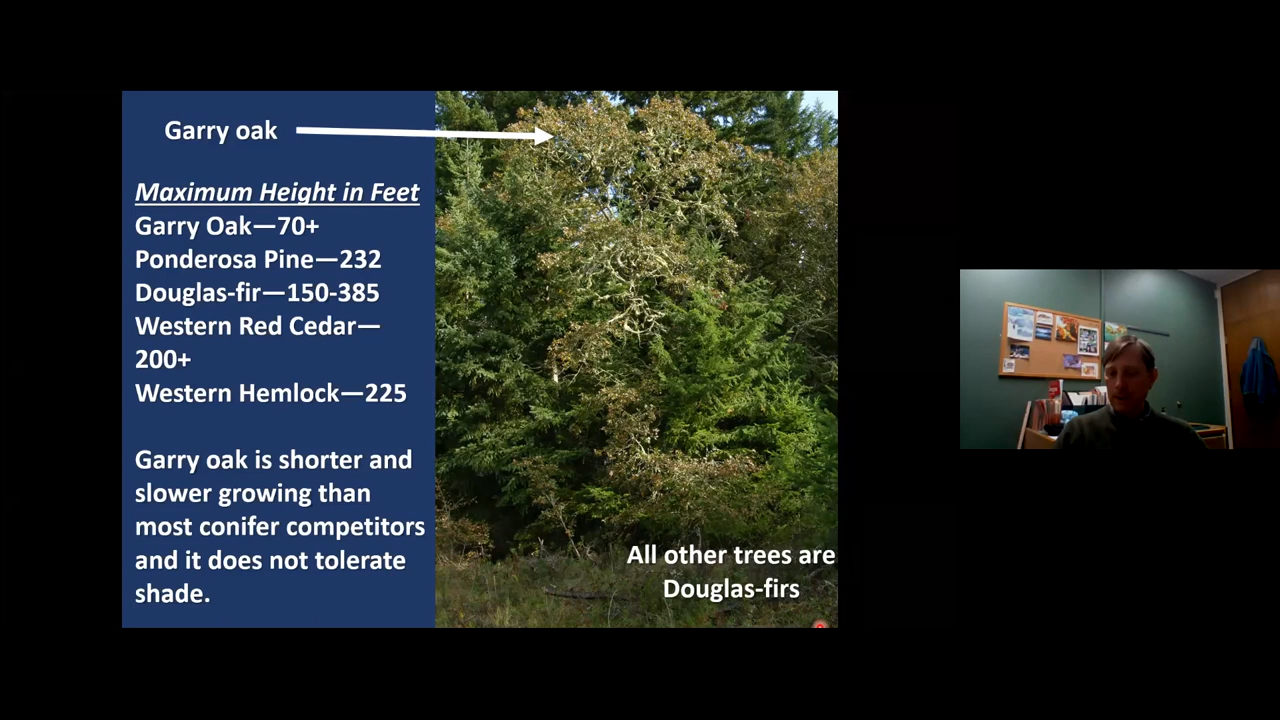 Garry oak
Maximum Height in Feet
Garry Oak—70+
Ponderosa Pine—232
Douglas-fir—150-385
Western Red Cedar—
200+
Western Hemlock—225
Garry oak is shorter and
slower growing than
most conifer competitors
and it does not tolerate
shade.
All other trees are
Douglas-firs